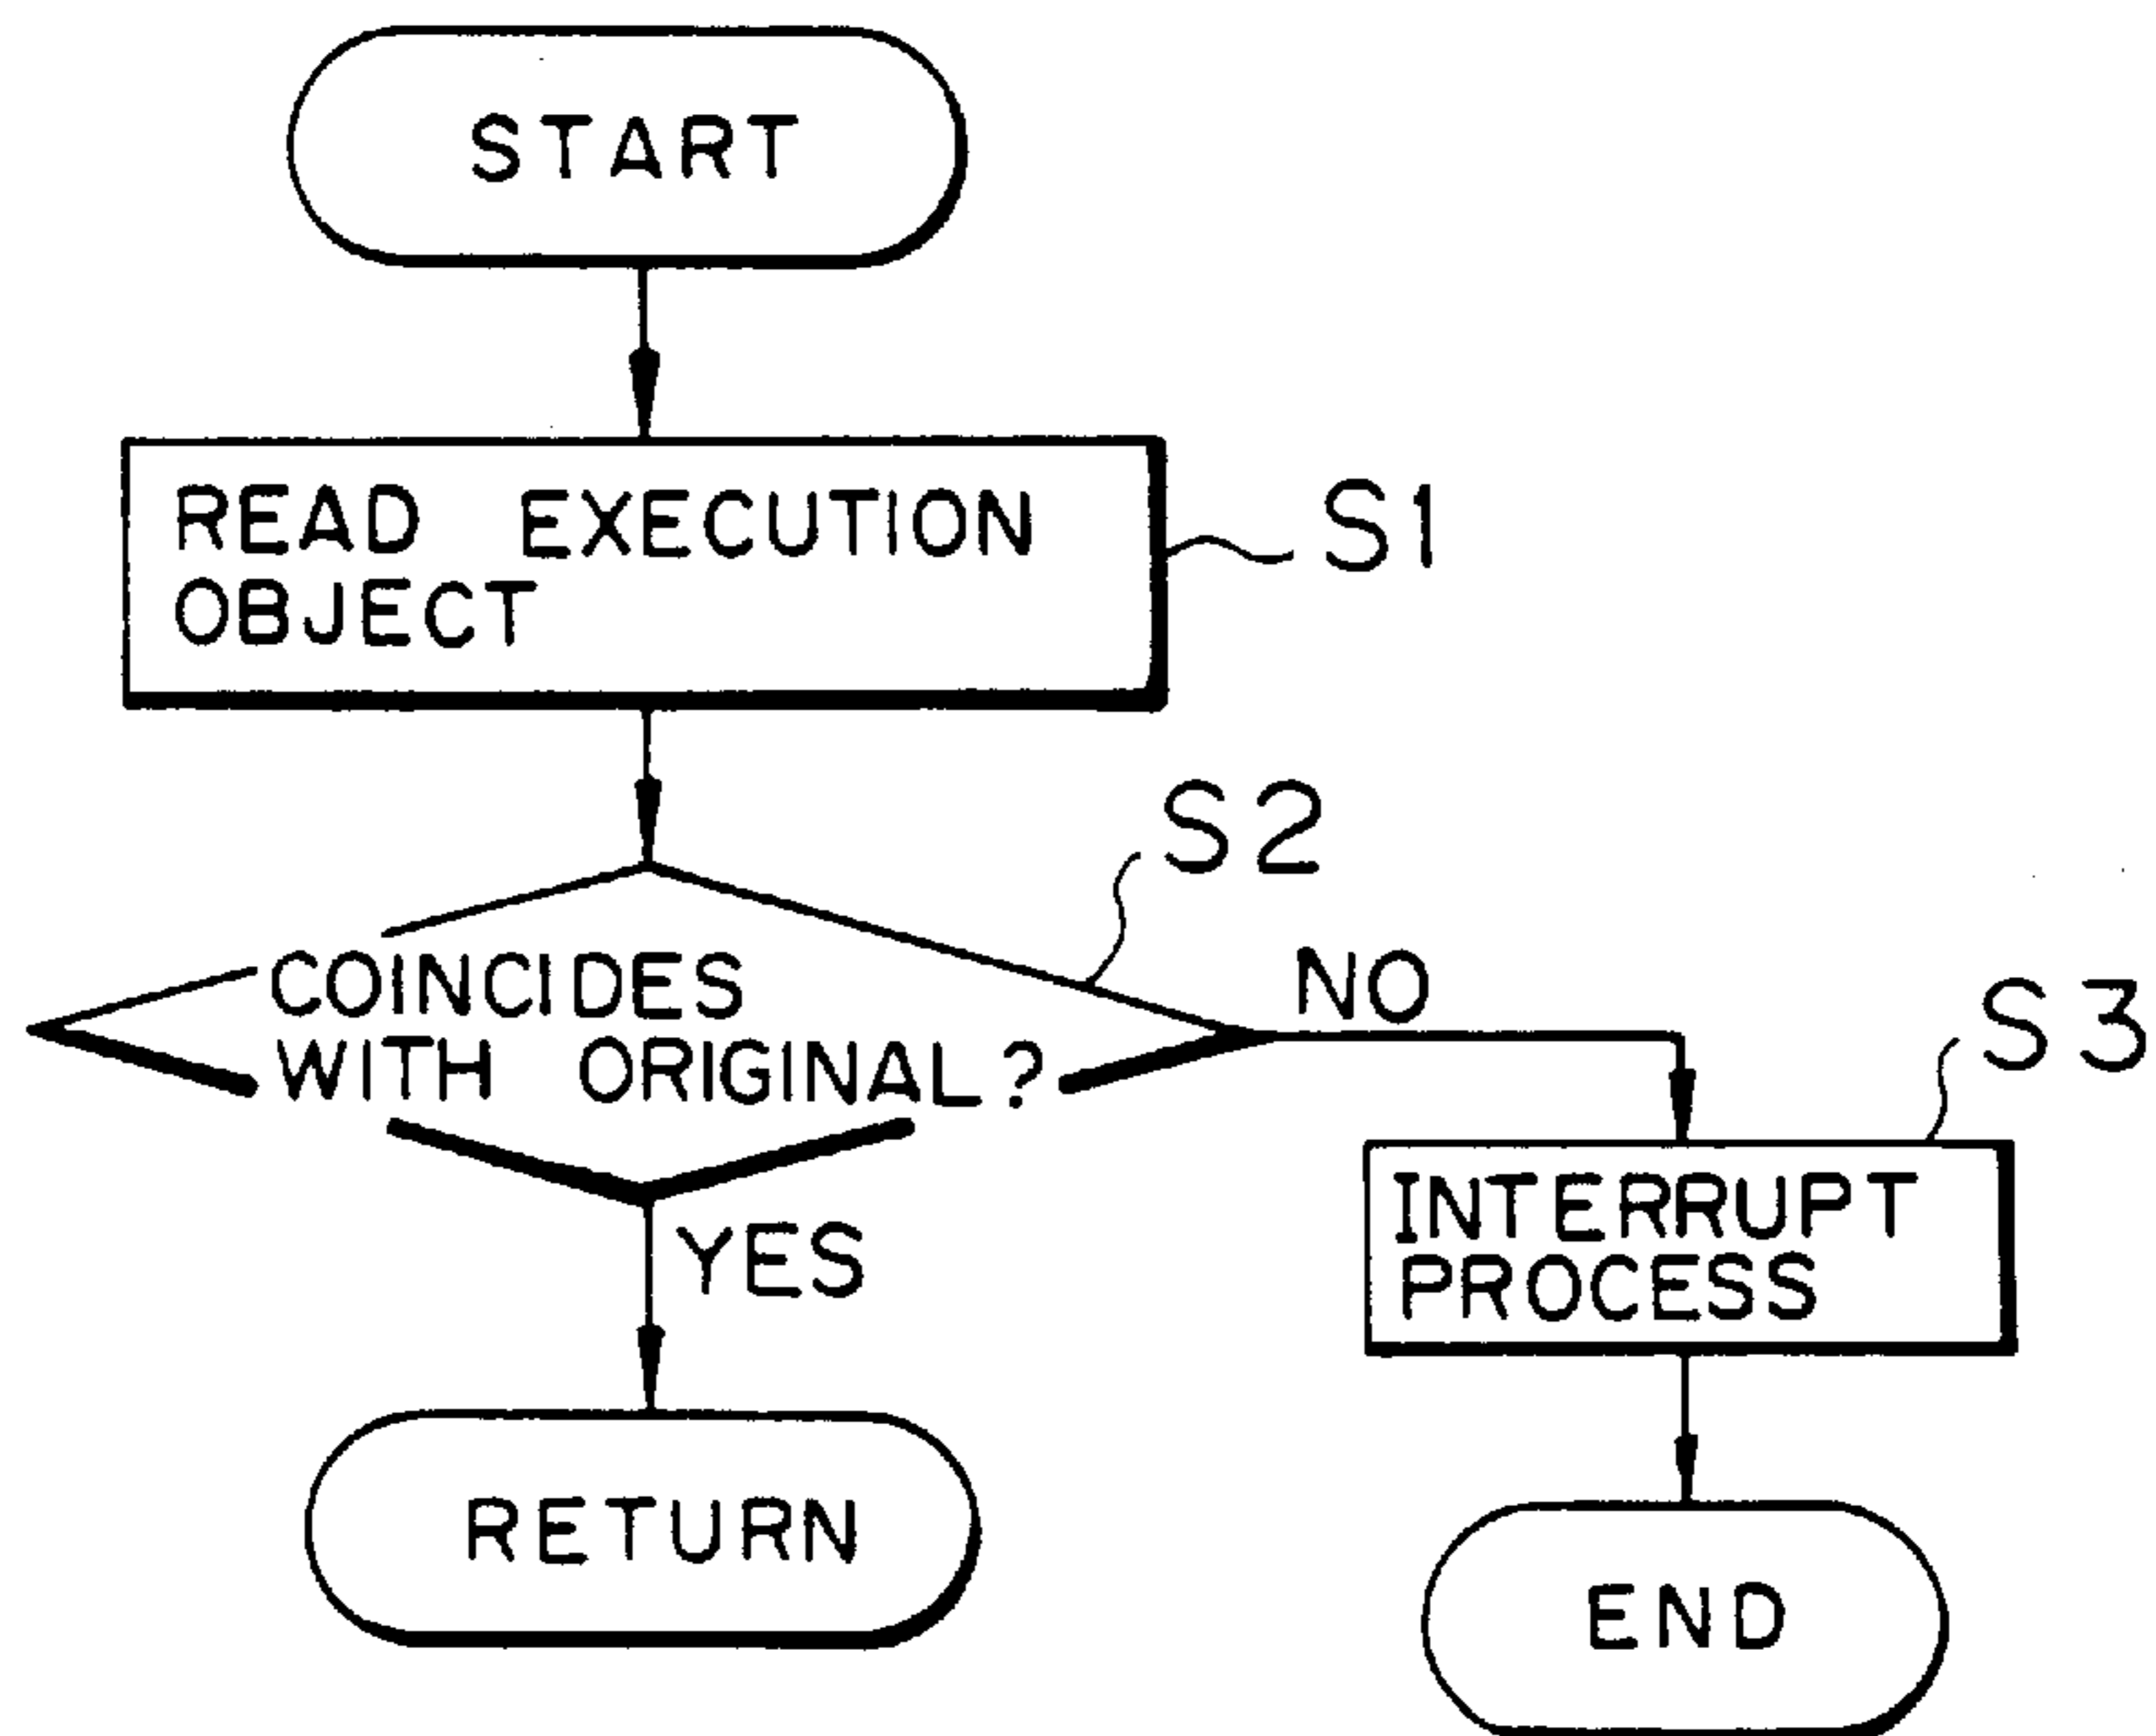 START
READ EXECUTION
OBJECT
S1
S2
COINCIDES
WITH ORIGINAL?
NO
S3
YES
INTERRUPT
PROCESS
RETURN
END